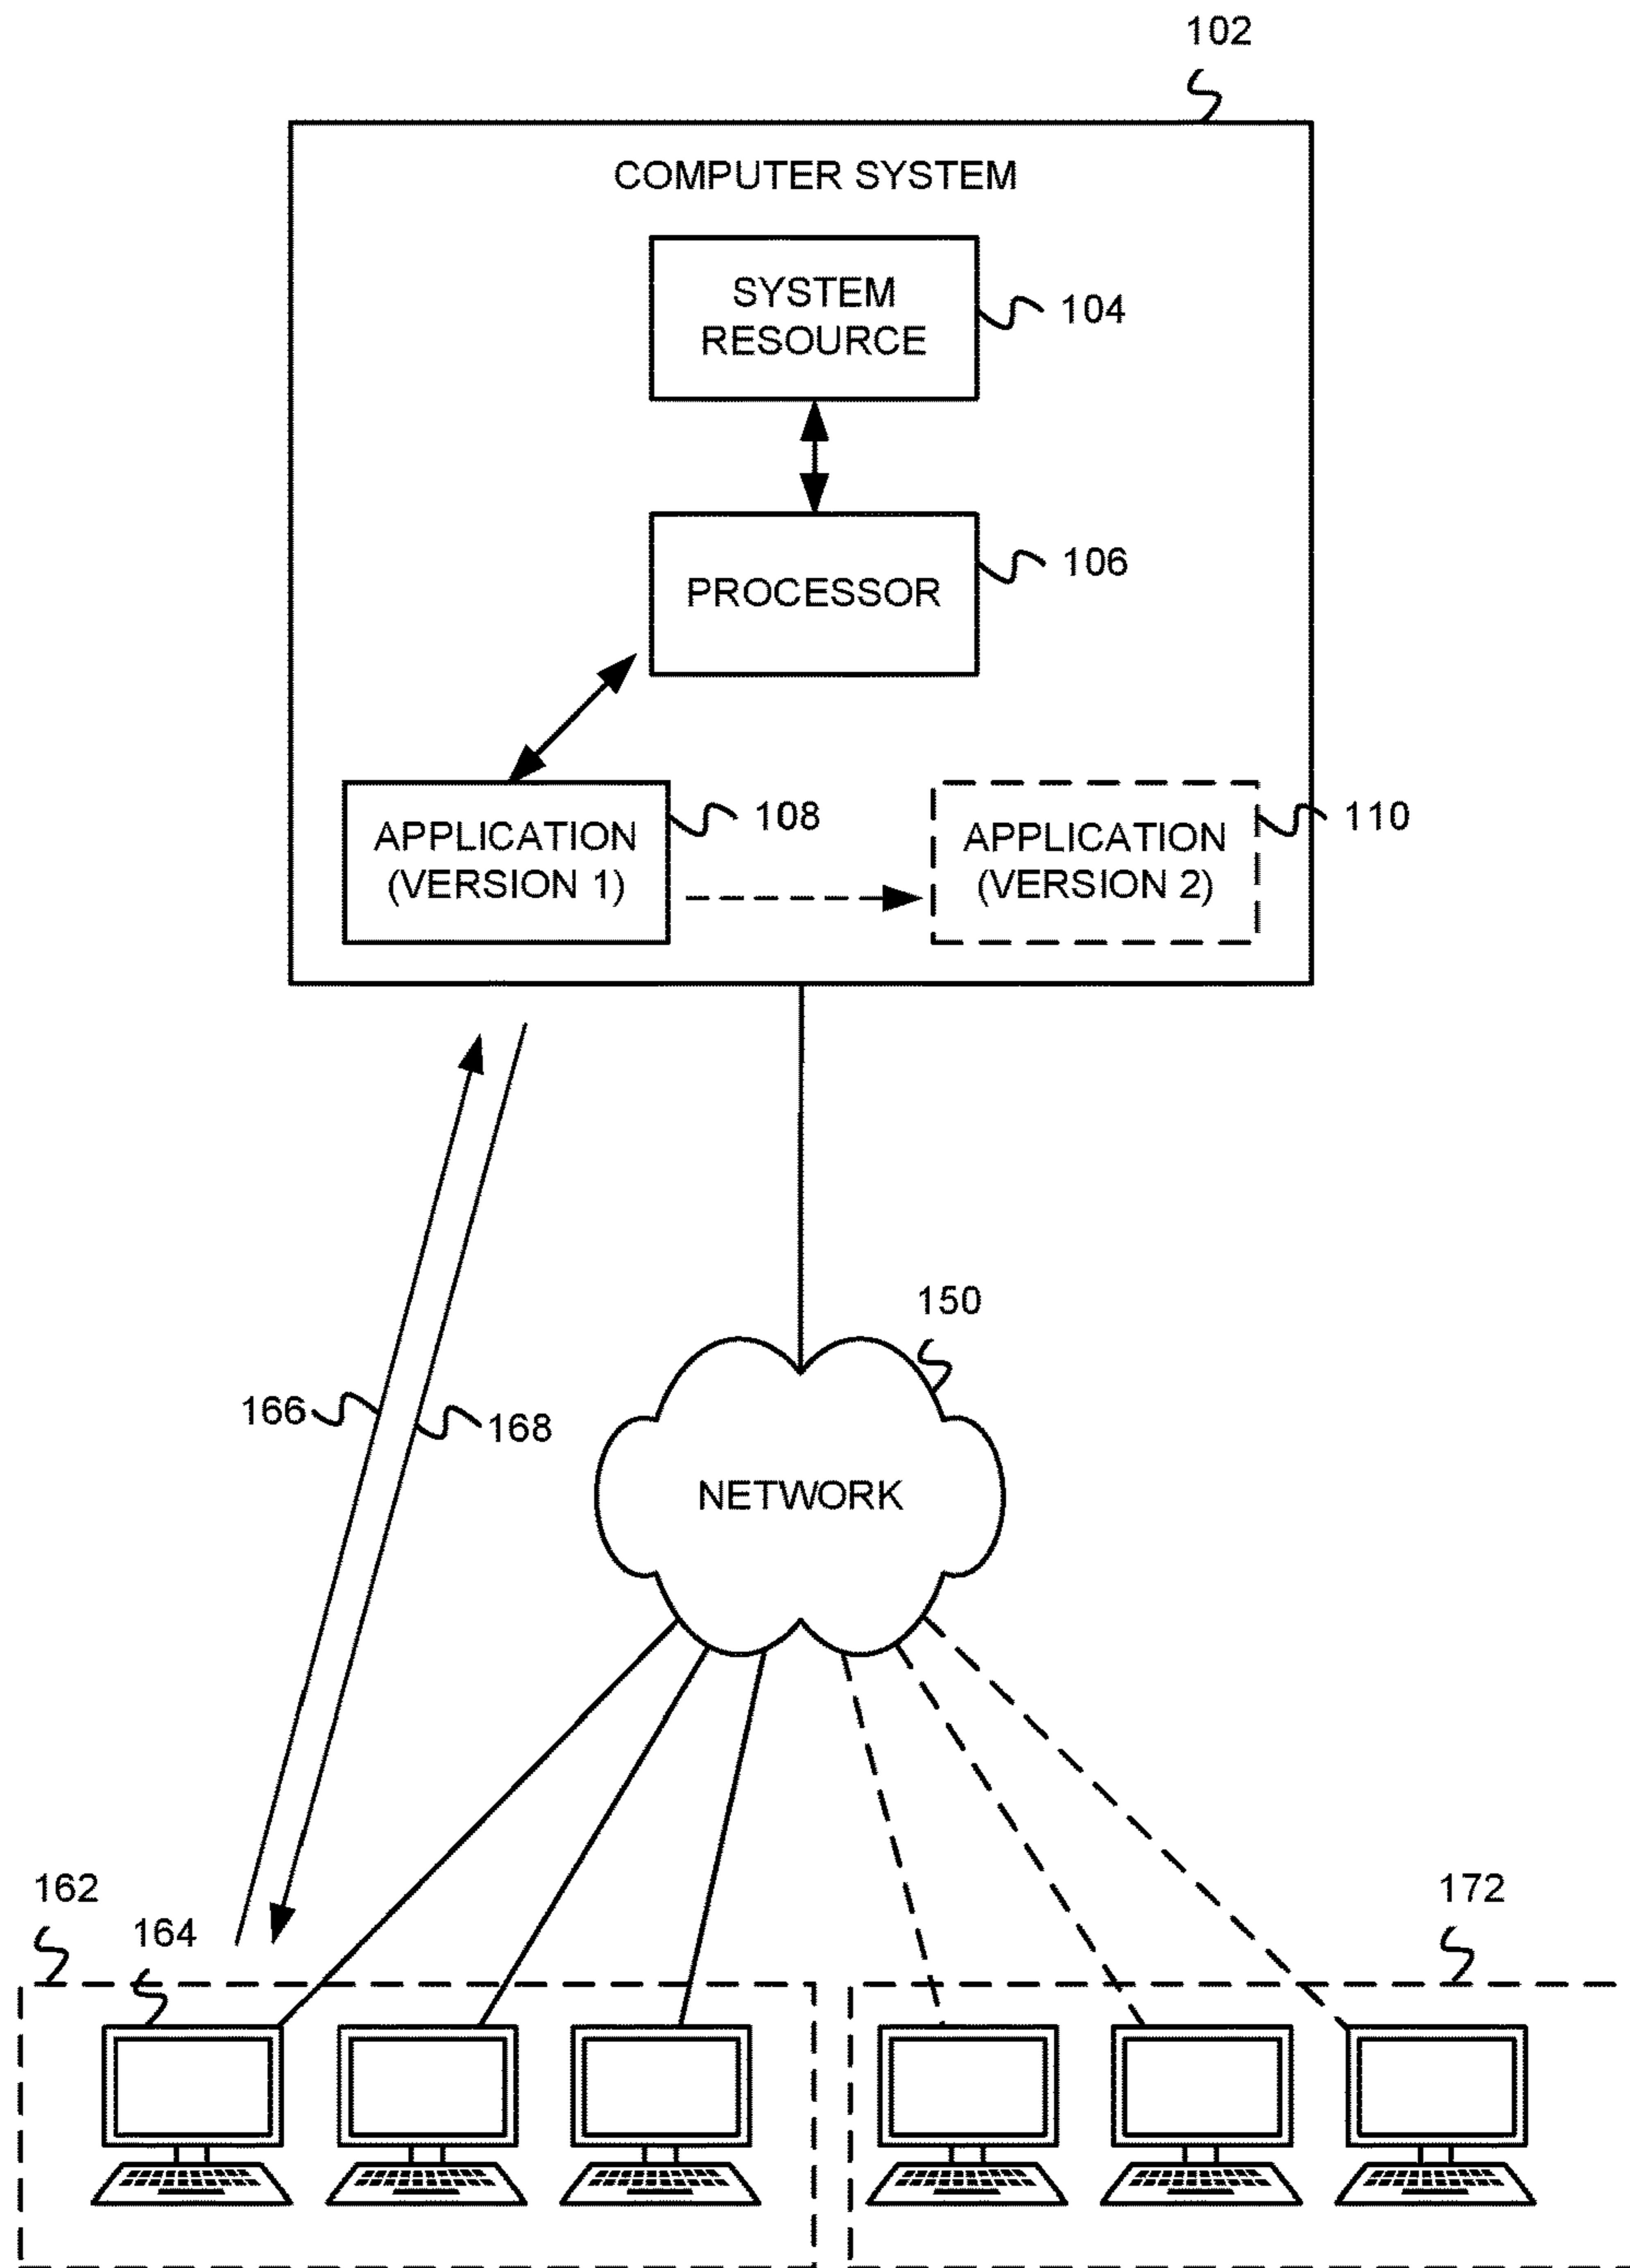 102
COMPUTER SYSTEM
SYSTEM
RESOURCE
104
PROCESSOR
106
APPLICATION
(VERSION 1)
108
APPLICATION
(VERSION 2)
110
150
NETWORK
166
168
162
164
172